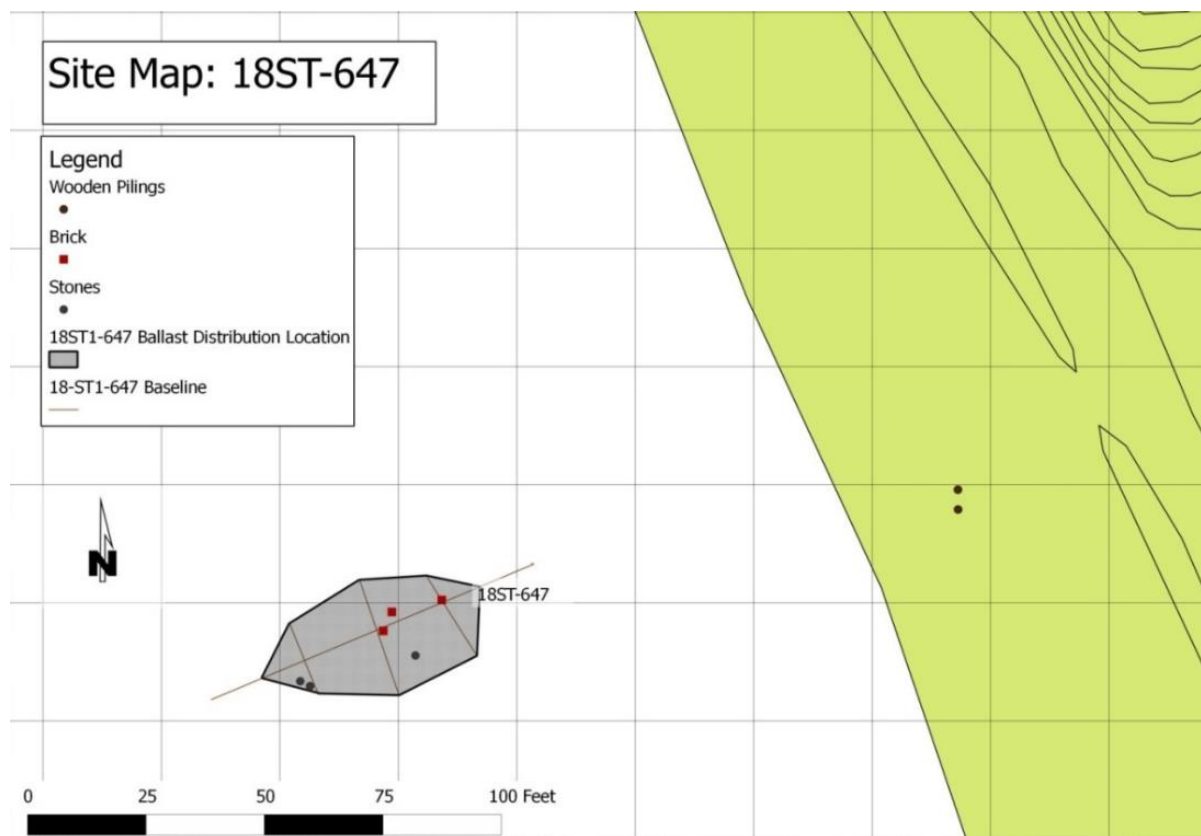 Site Map: 18ST-647
Legend
Wooden Pilings
Brick
Stones
18ST1-647 Ballast Distribution Location
18-ST1-647 Baseline
N
18ST-647
0 25 50 75 100 Feet